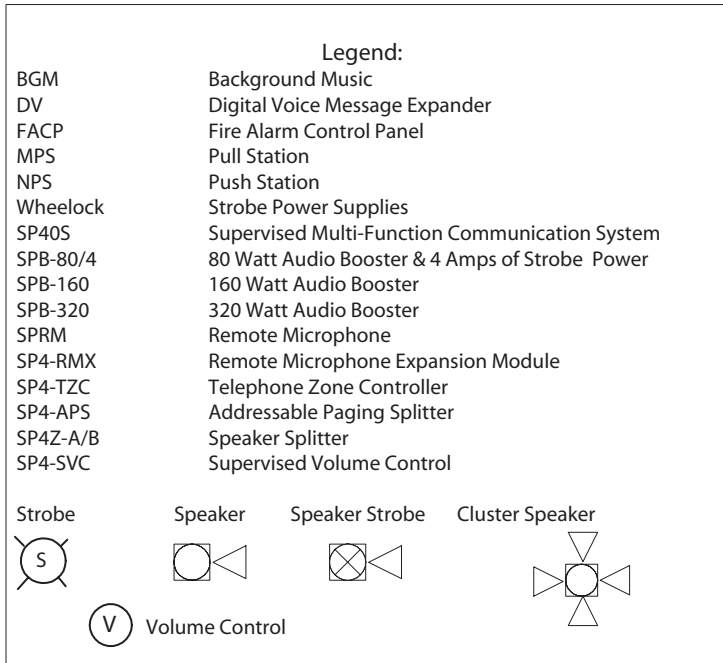 Legend:
BGM Background Music
DV Digital Voice Message Expander
FACP Fire Alarm Control Panel
MPS Pull Station
NPS Push Station
Wheelock Strobe Power Supplies
SP40S Supervised Multi-Function Communication System
SPB-80/4 80 Watt Audio Booster & 4 Amps of Strobe Power
SPB-160 160 Watt Audio Booster
SPB-320 320 Watt Audio Booster
SPRM Remote Microphone
SP4-RMX Remote Microphone Expansion Module
SP4-TZC Telephone Zone Controller
SP4-APS Addressable Paging Splitter
SP4Z-A/B Speaker Splitter
SP4-SVC Supervised Volume Control
Strobe Speaker Speaker Strobe Cluster Speaker
S
V Volume Control